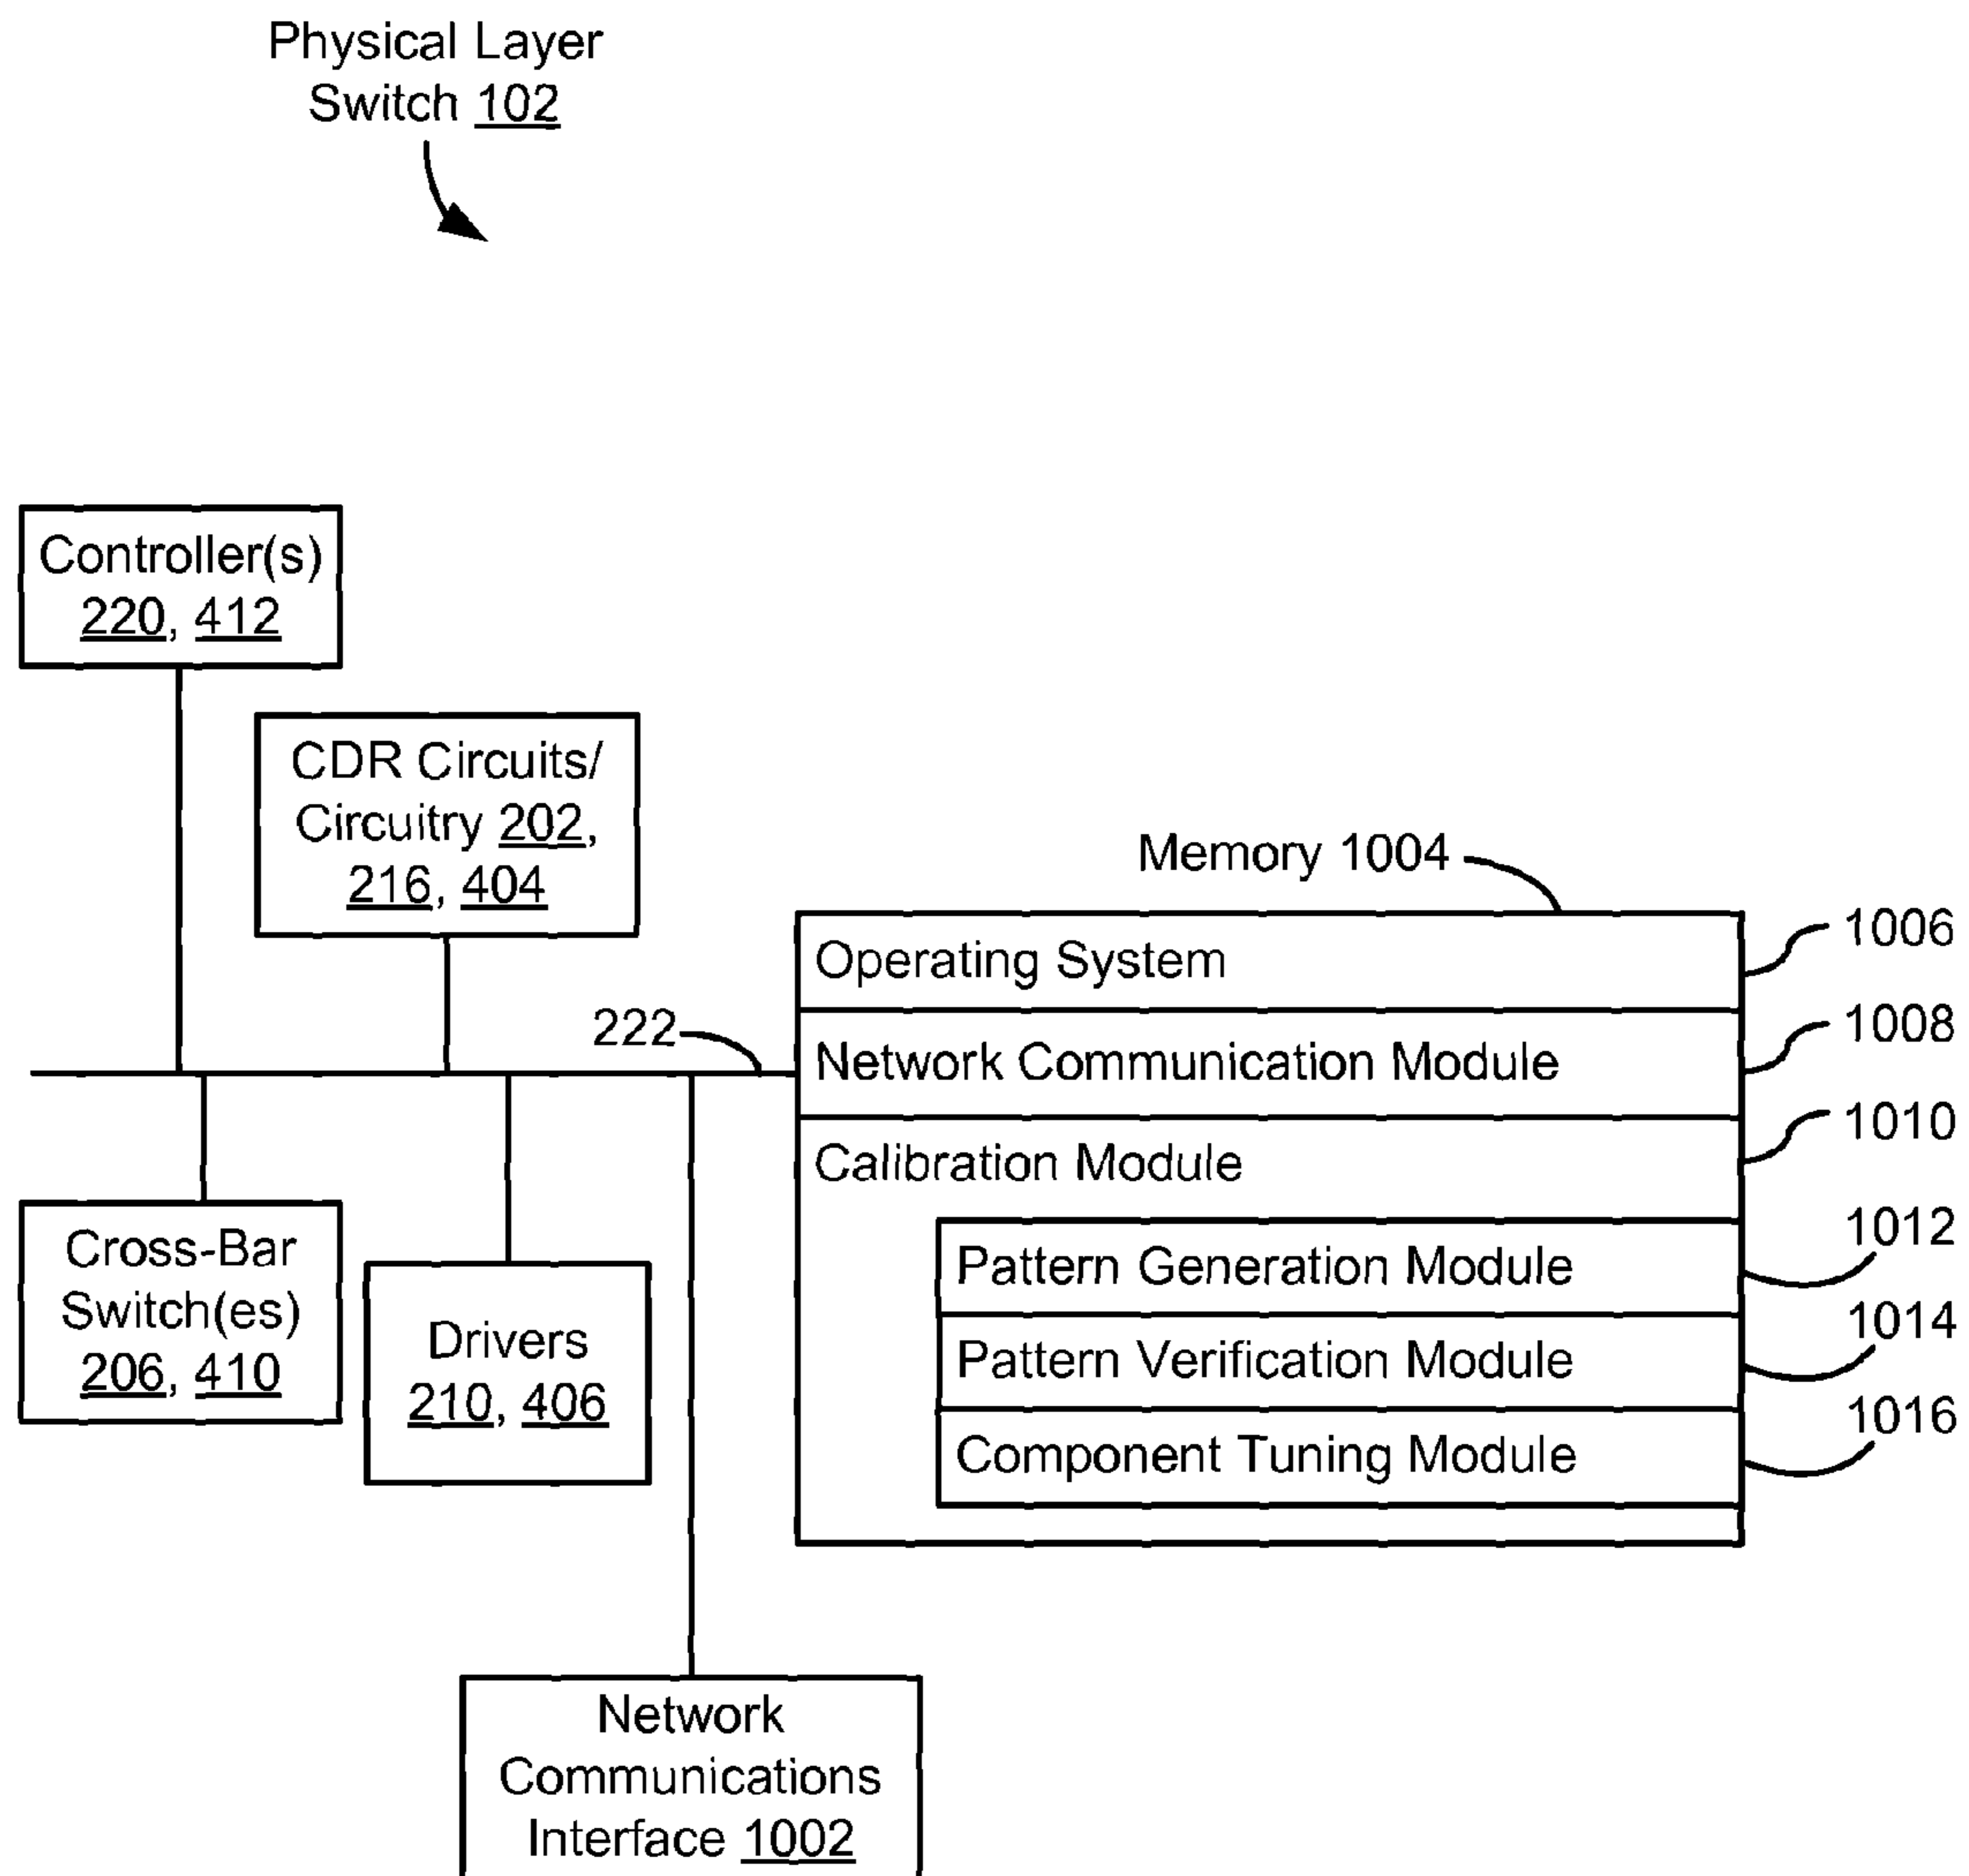 Physical Layer
Switch 102
Controller(s)
220, 412
CDR Circuits/
Circuitry 202,
216, 404
Memory 1004
1006
Operating System
1008
222
Network Communication Module
1010
Calibration Module
1012
Pattern Generation Module
1014
Pattern Verification Module
1016
Component Tuning Module
Cross-Bar
Switch(es)
206, 410
Drivers
210, 406
Network
Communications
Interface 1002